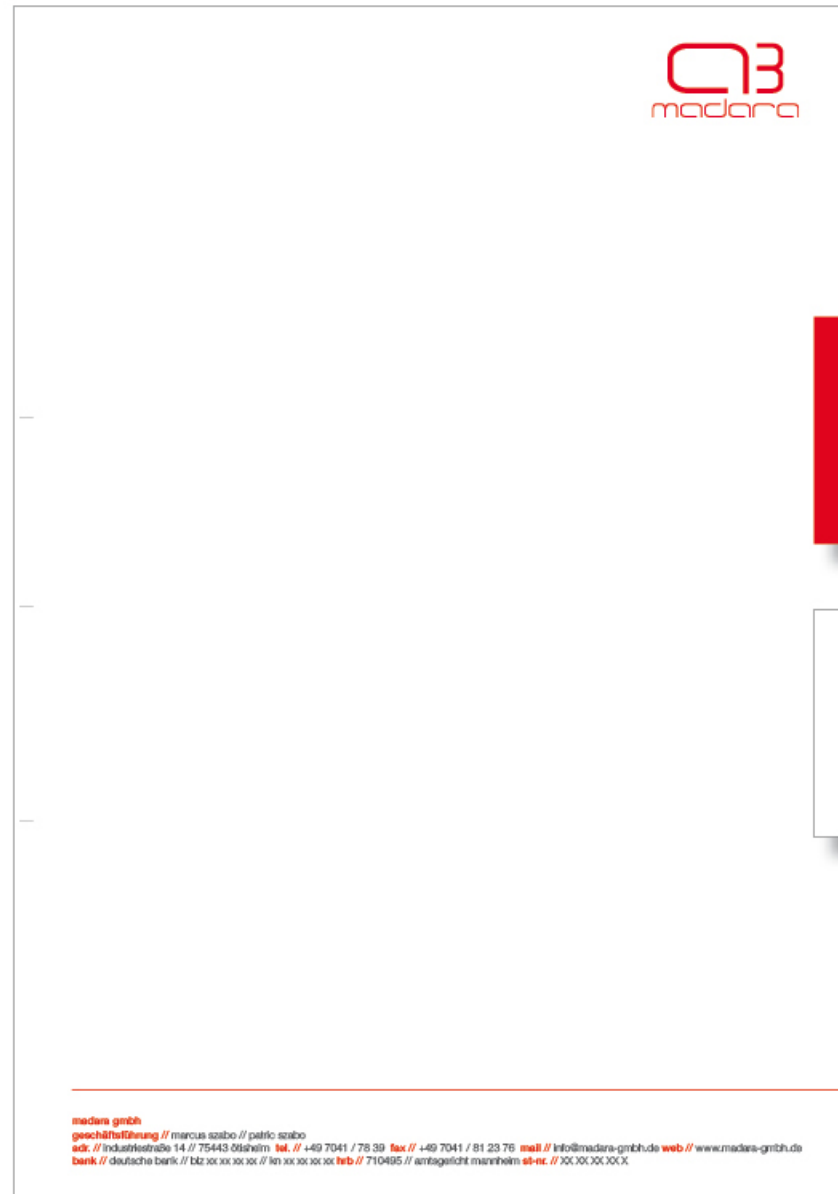 madara
madara gmbh
geschäftsführung // marcus szabo // patric szabo
adr. // industriestraße 14 // 75443 ötisheim tel. // +49 7041 / 78 39 fax // +49 7041 / 81 23 76 mail // info@madara-gmbh.de web // www.madara-gmbh.de
bank // deutsche bank // blz xx xx xx xx // kn xx xx xx xx hrb // 710495 // amtsgericht mannheim st-nr. // XX XX XX XX X